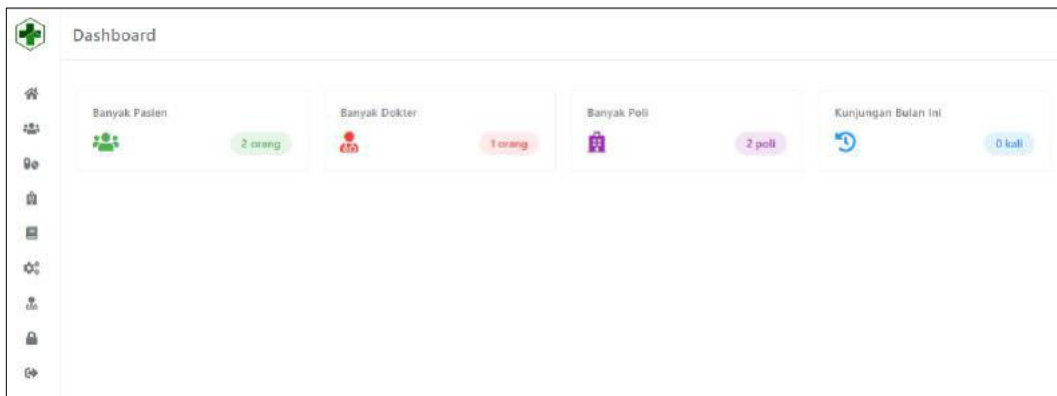 Dashboard
Banyak Pasien
2 orang
Banyak Dokter
1 orang
Banyak Poli
2 poli
Kunjungan Bulan Ini
0 kali